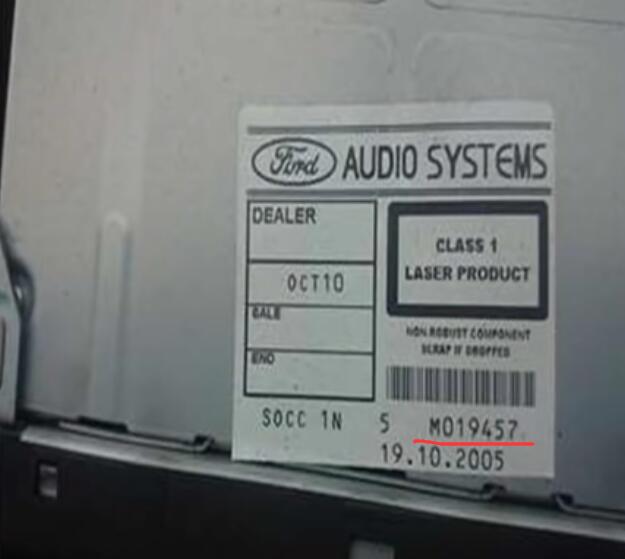 Ford AUDIO SYSTEMS
DEALER
OCT10
SALE
END
CLASS 1
LASER PRODUCT
NON ROBUST COMPONENT
SCRAP IF DROPPED
SOCC 1N 5 M019457
19.10.2005